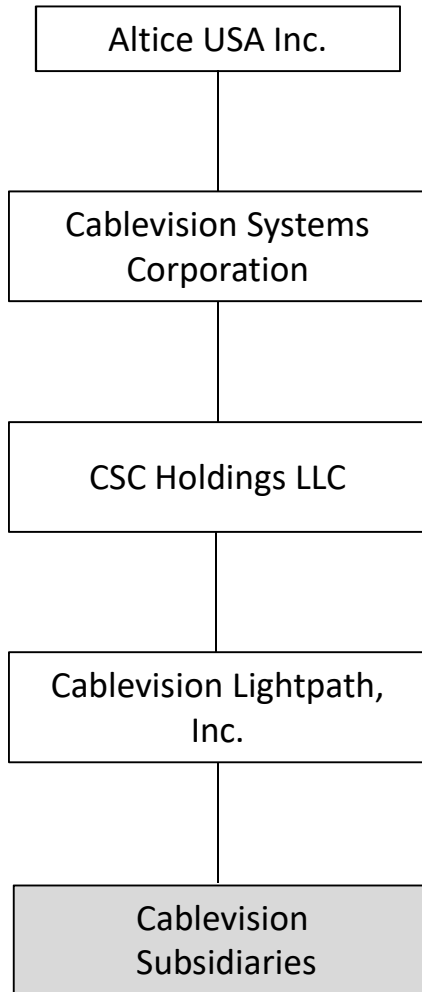 Altice USA Inc.
Cablevision Systems
Corporation
CSC Holdings LLC
Cablevision Lightpath,
Inc.
Cablevision
Subsidiaries